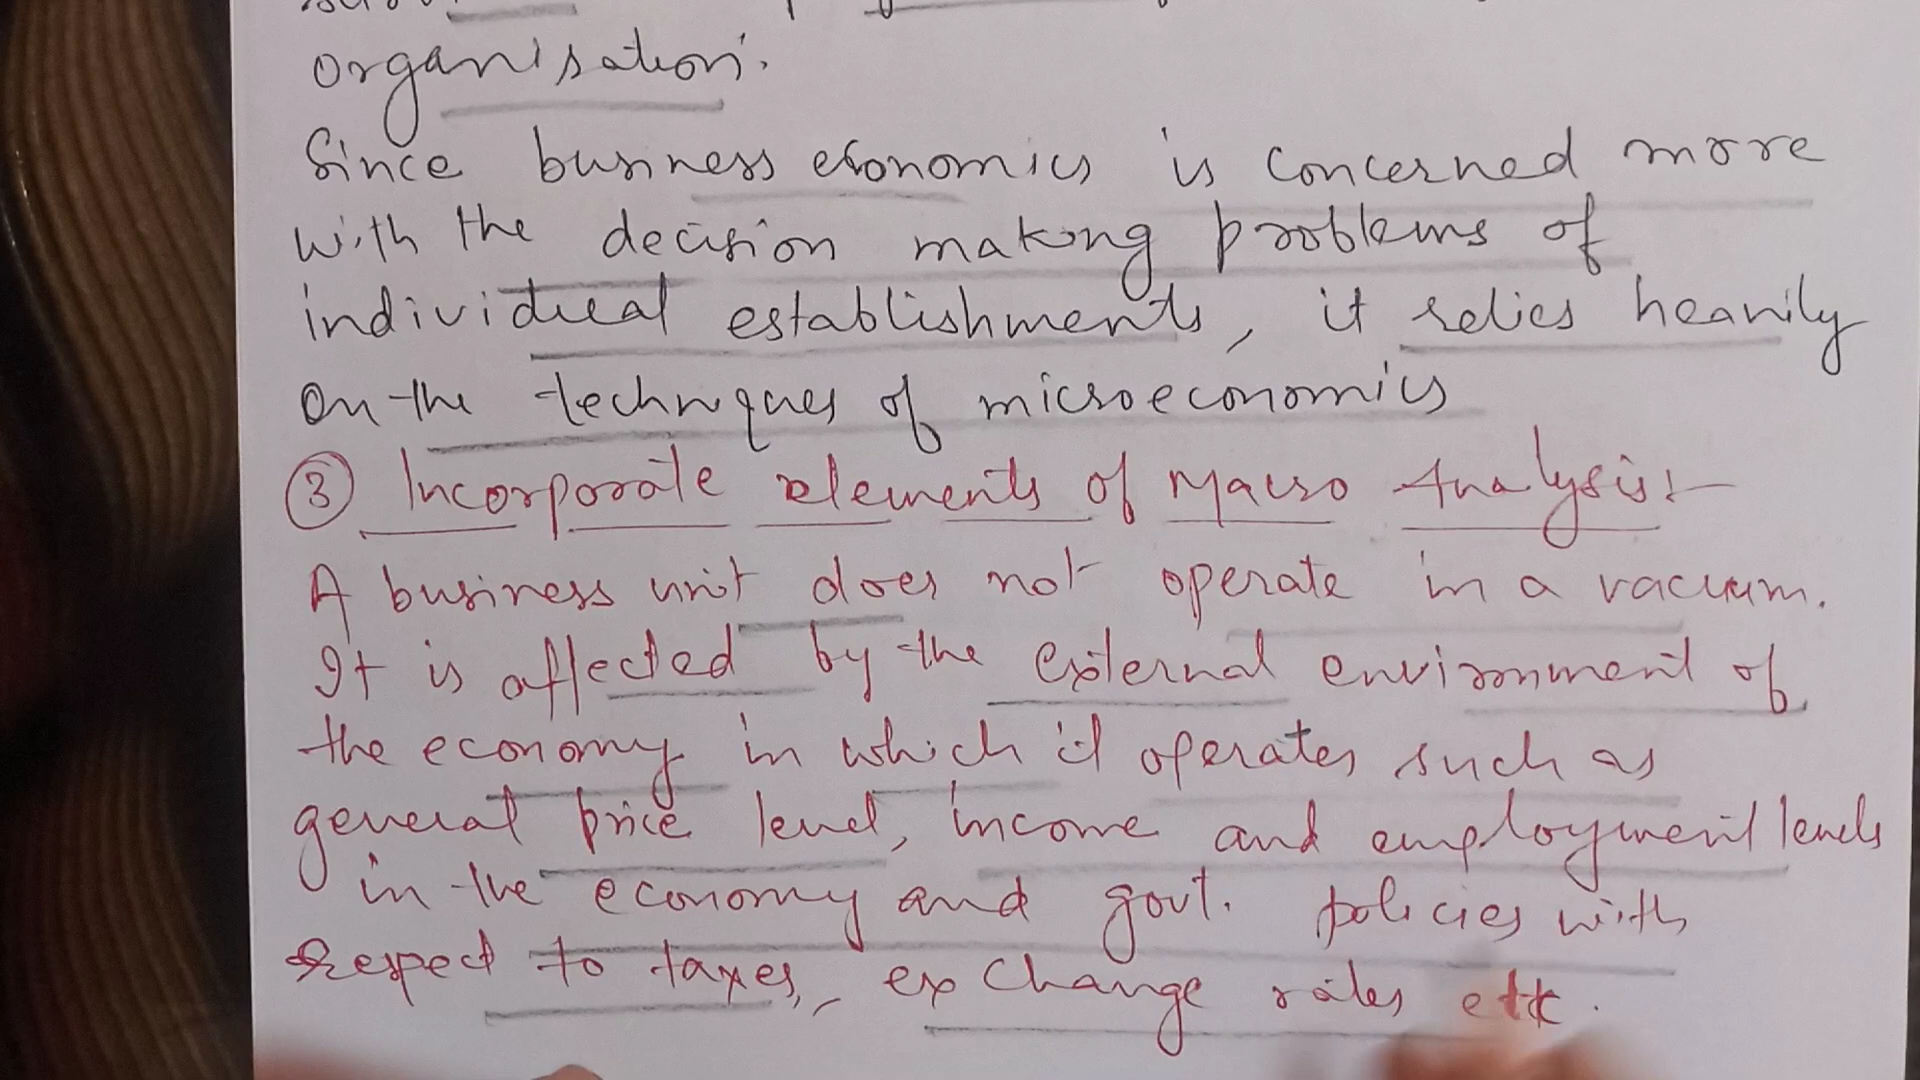 organisation.
Since business economics is concerned more
with the decision making problems of
individual establishments, it relies heavily
on the techniques of microeconomics
③ Incorporate elements of Macro Analysis:-
A business unit does not operate in a vacuum.
It is affected by the external environment of
the economy in which it operates such as
general price level, income and employment levels
in the economy and govt. policies with
respect to taxes, exchange rates etc.